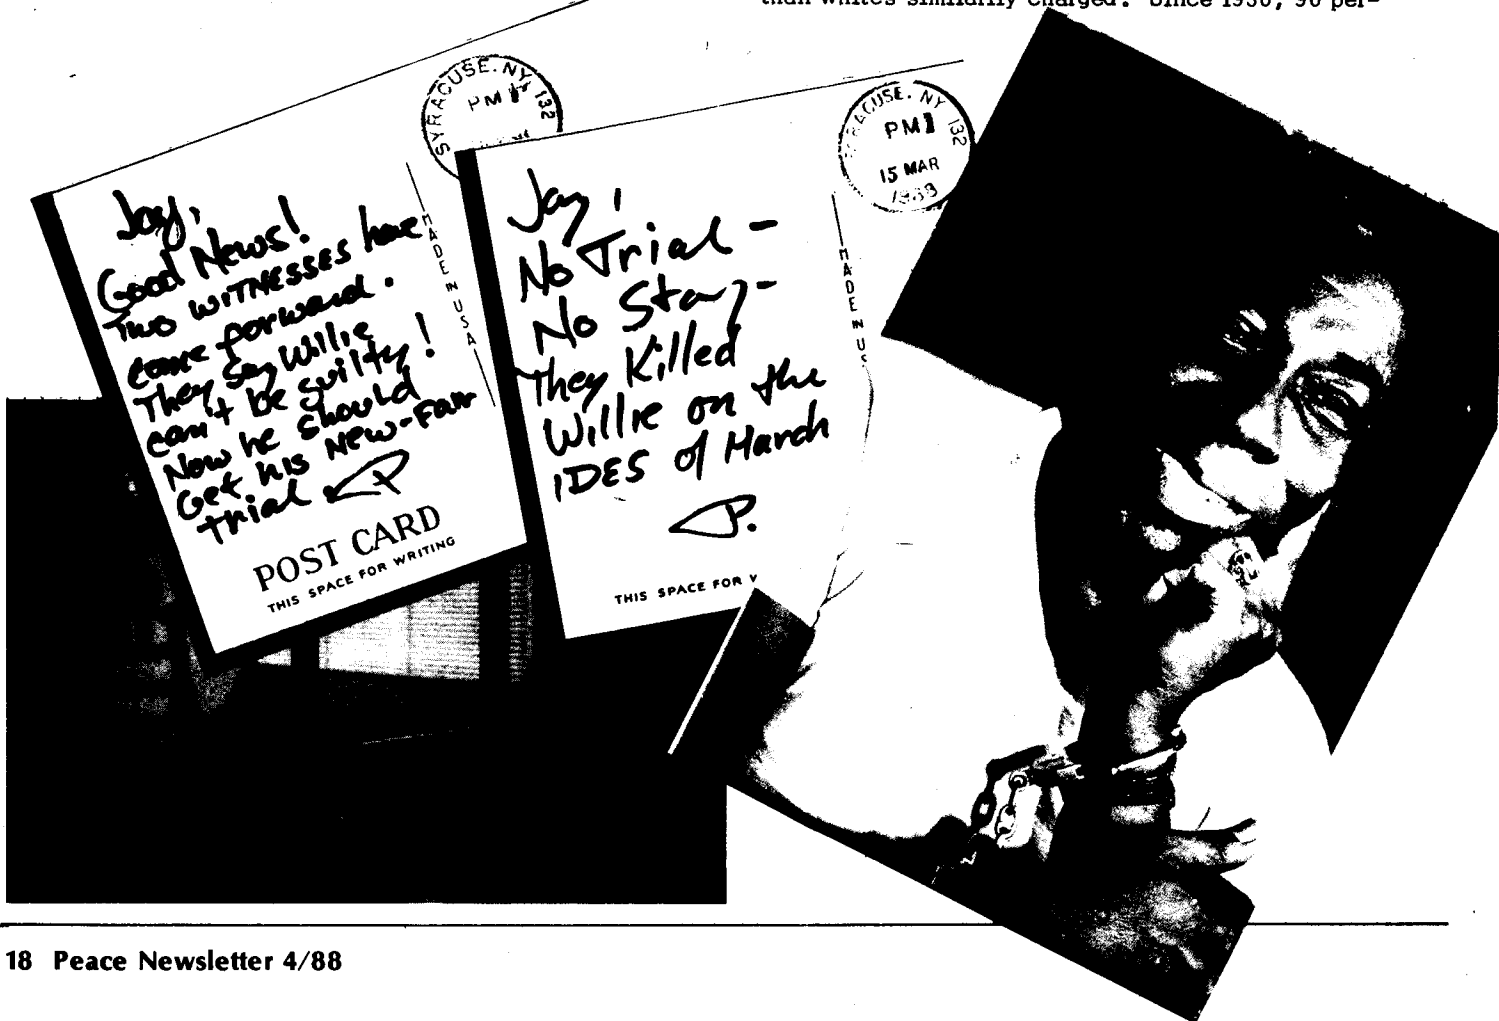 than whites similarily charged. Since 1930, 90 per-
SYRACUSE. NY 132
PM
Jay,
Good News!
Two WITNESSES have
come forward.
They say Willie
can't be guilty!
Now he should
Get his New-Fair
trial
P
MADE IN USA
POST CARD
THIS SPACE FOR WRITING
SYRACUSE. NY 132
PM
15 MAR
1988
Jay,
No Trial -
No Stay-
They Killed
Willie on the
IDES of March
P.
MADE IN US
THIS SPACE FOR W
18 Peace Newsletter 4/88